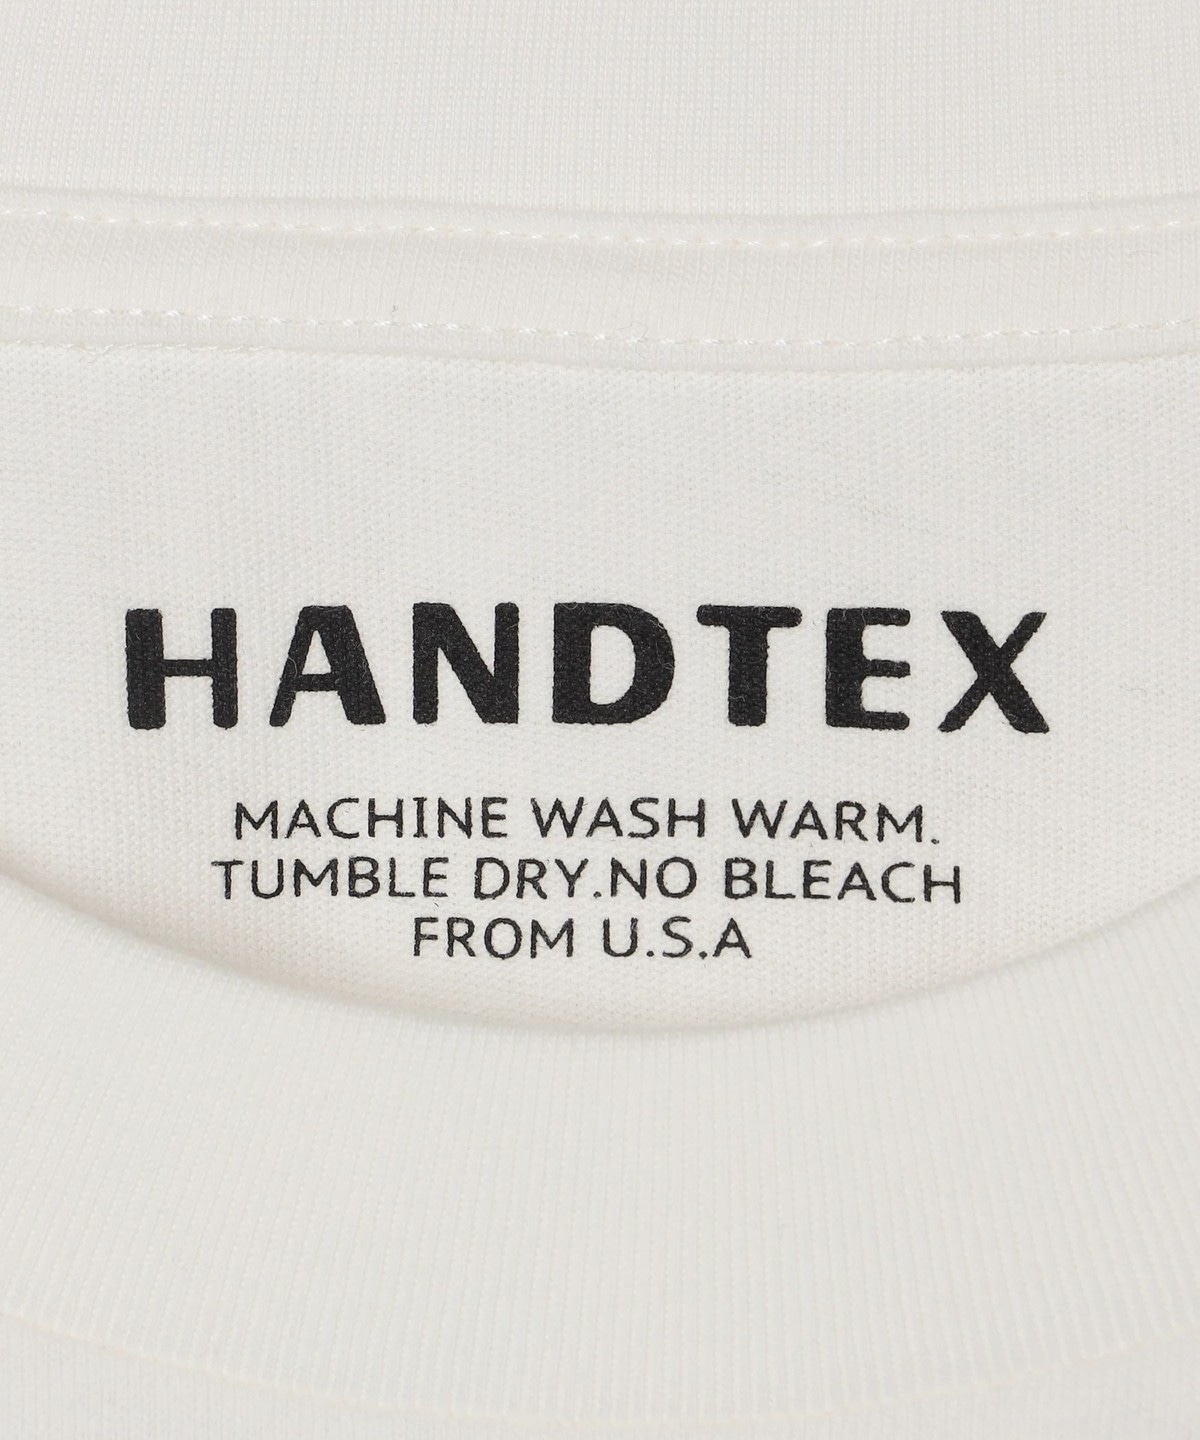 HANDTEX
MACHINE WASH WARM.
TUMBLE DRY.NO BLEACH
FROM U.S.A